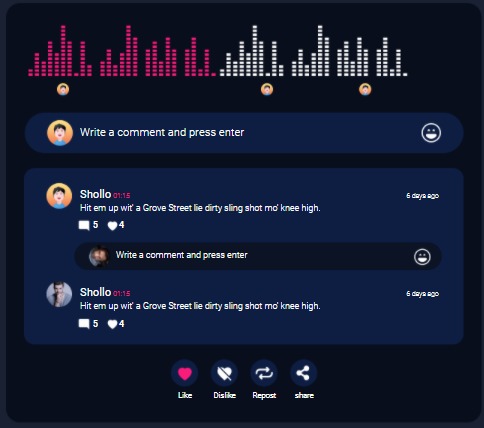 Write a comment and press enter
Shollo 01:15 6 days ago
Hit em up wit' a Grove Street lie dirty sling shot mo' knee high.
5 4
Write a comment and press enter
Shollo 01:15 6 days ago
Hit em up wit' a Grove Street lie dirty sling shot mo' knee high.
5 4
Like Dislike Repost share